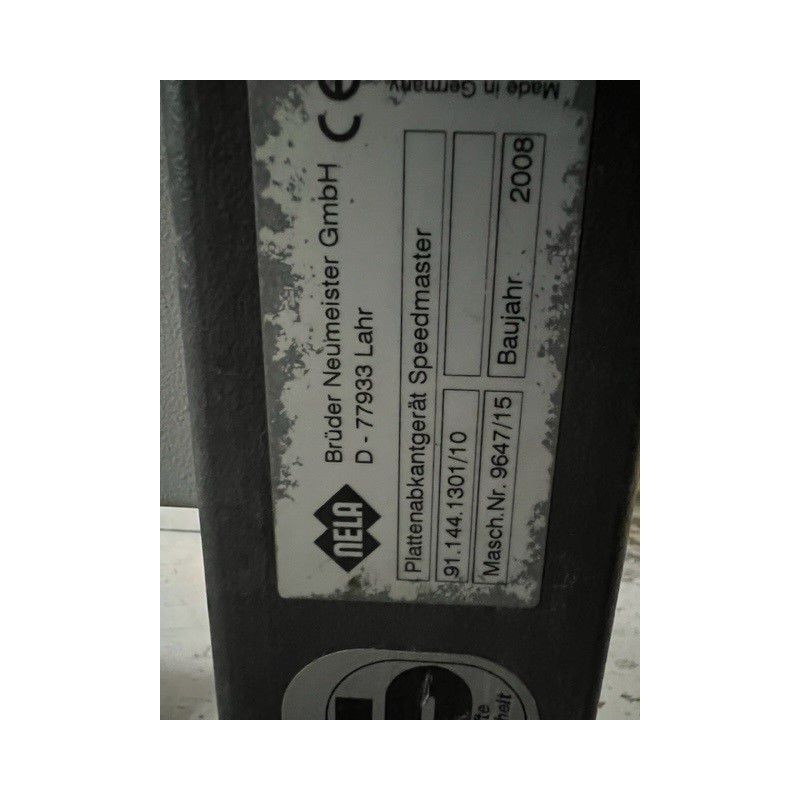 NELA
Brüder Neumeister GmbH
D - 77933 Lahr
CE
Plattenabkantgerät Speedmaster
91.144.1301/10
Masch.Nr. 9647/15
Baujahr 2008
Made in Germany
heit